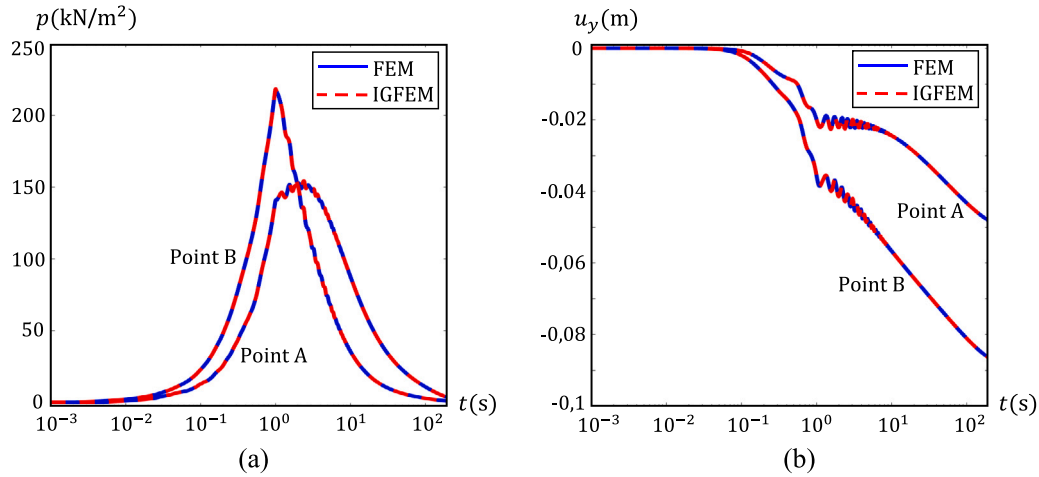 p(kN/m²)
250
200
150
100
50
0
FEM
IGFEM
Point B
Point A
10⁻³ 10⁻² 10⁻¹ 10⁰ 10¹ 10² t(s)
(a)
u_y(m)
0
-0.02
-0.04
-0,06
-0,08
-0,1
FEM
IGFEM
Point A
Point B
10⁻³ 10⁻² 10⁻¹ 10⁰ 10¹ 10² t(s)
(b)